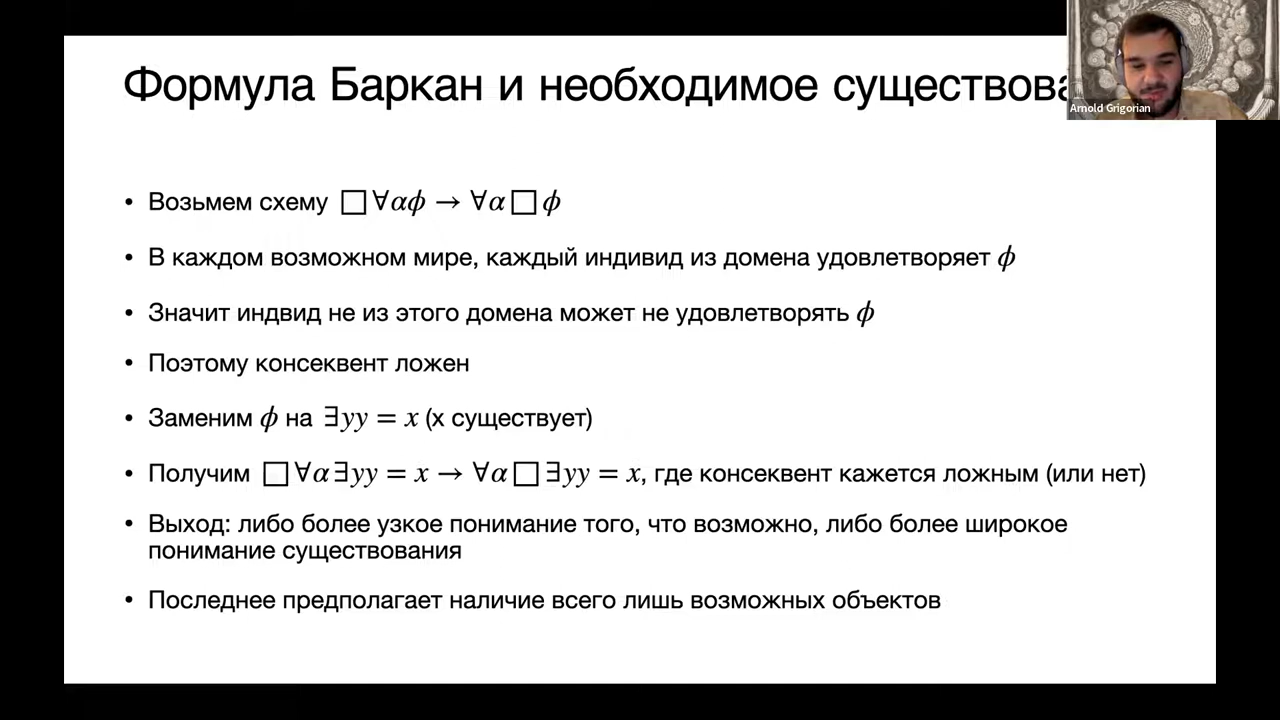 Формула Баркан и необходимое существова
Arnold Grigorian
• Возьмем схему □∀αϕ → ∀α□ϕ
• В каждом возможном мире, каждый индивид из домена удовлетворяет ϕ
• Значит индвид не из этого домена может не удовлетворять ϕ
• Поэтому консеквент ложен
• Заменим ϕ на ∃yy = x (x существует)
• Получим □∀α∃yy = x → ∀α□∃yy = x, где консеквент кажется ложным (или нет)
• Выход: либо более узкое понимание того, что возможно, либо более широкое
понимание существования
• Последнее предполагает наличие всего лишь возможных объектов